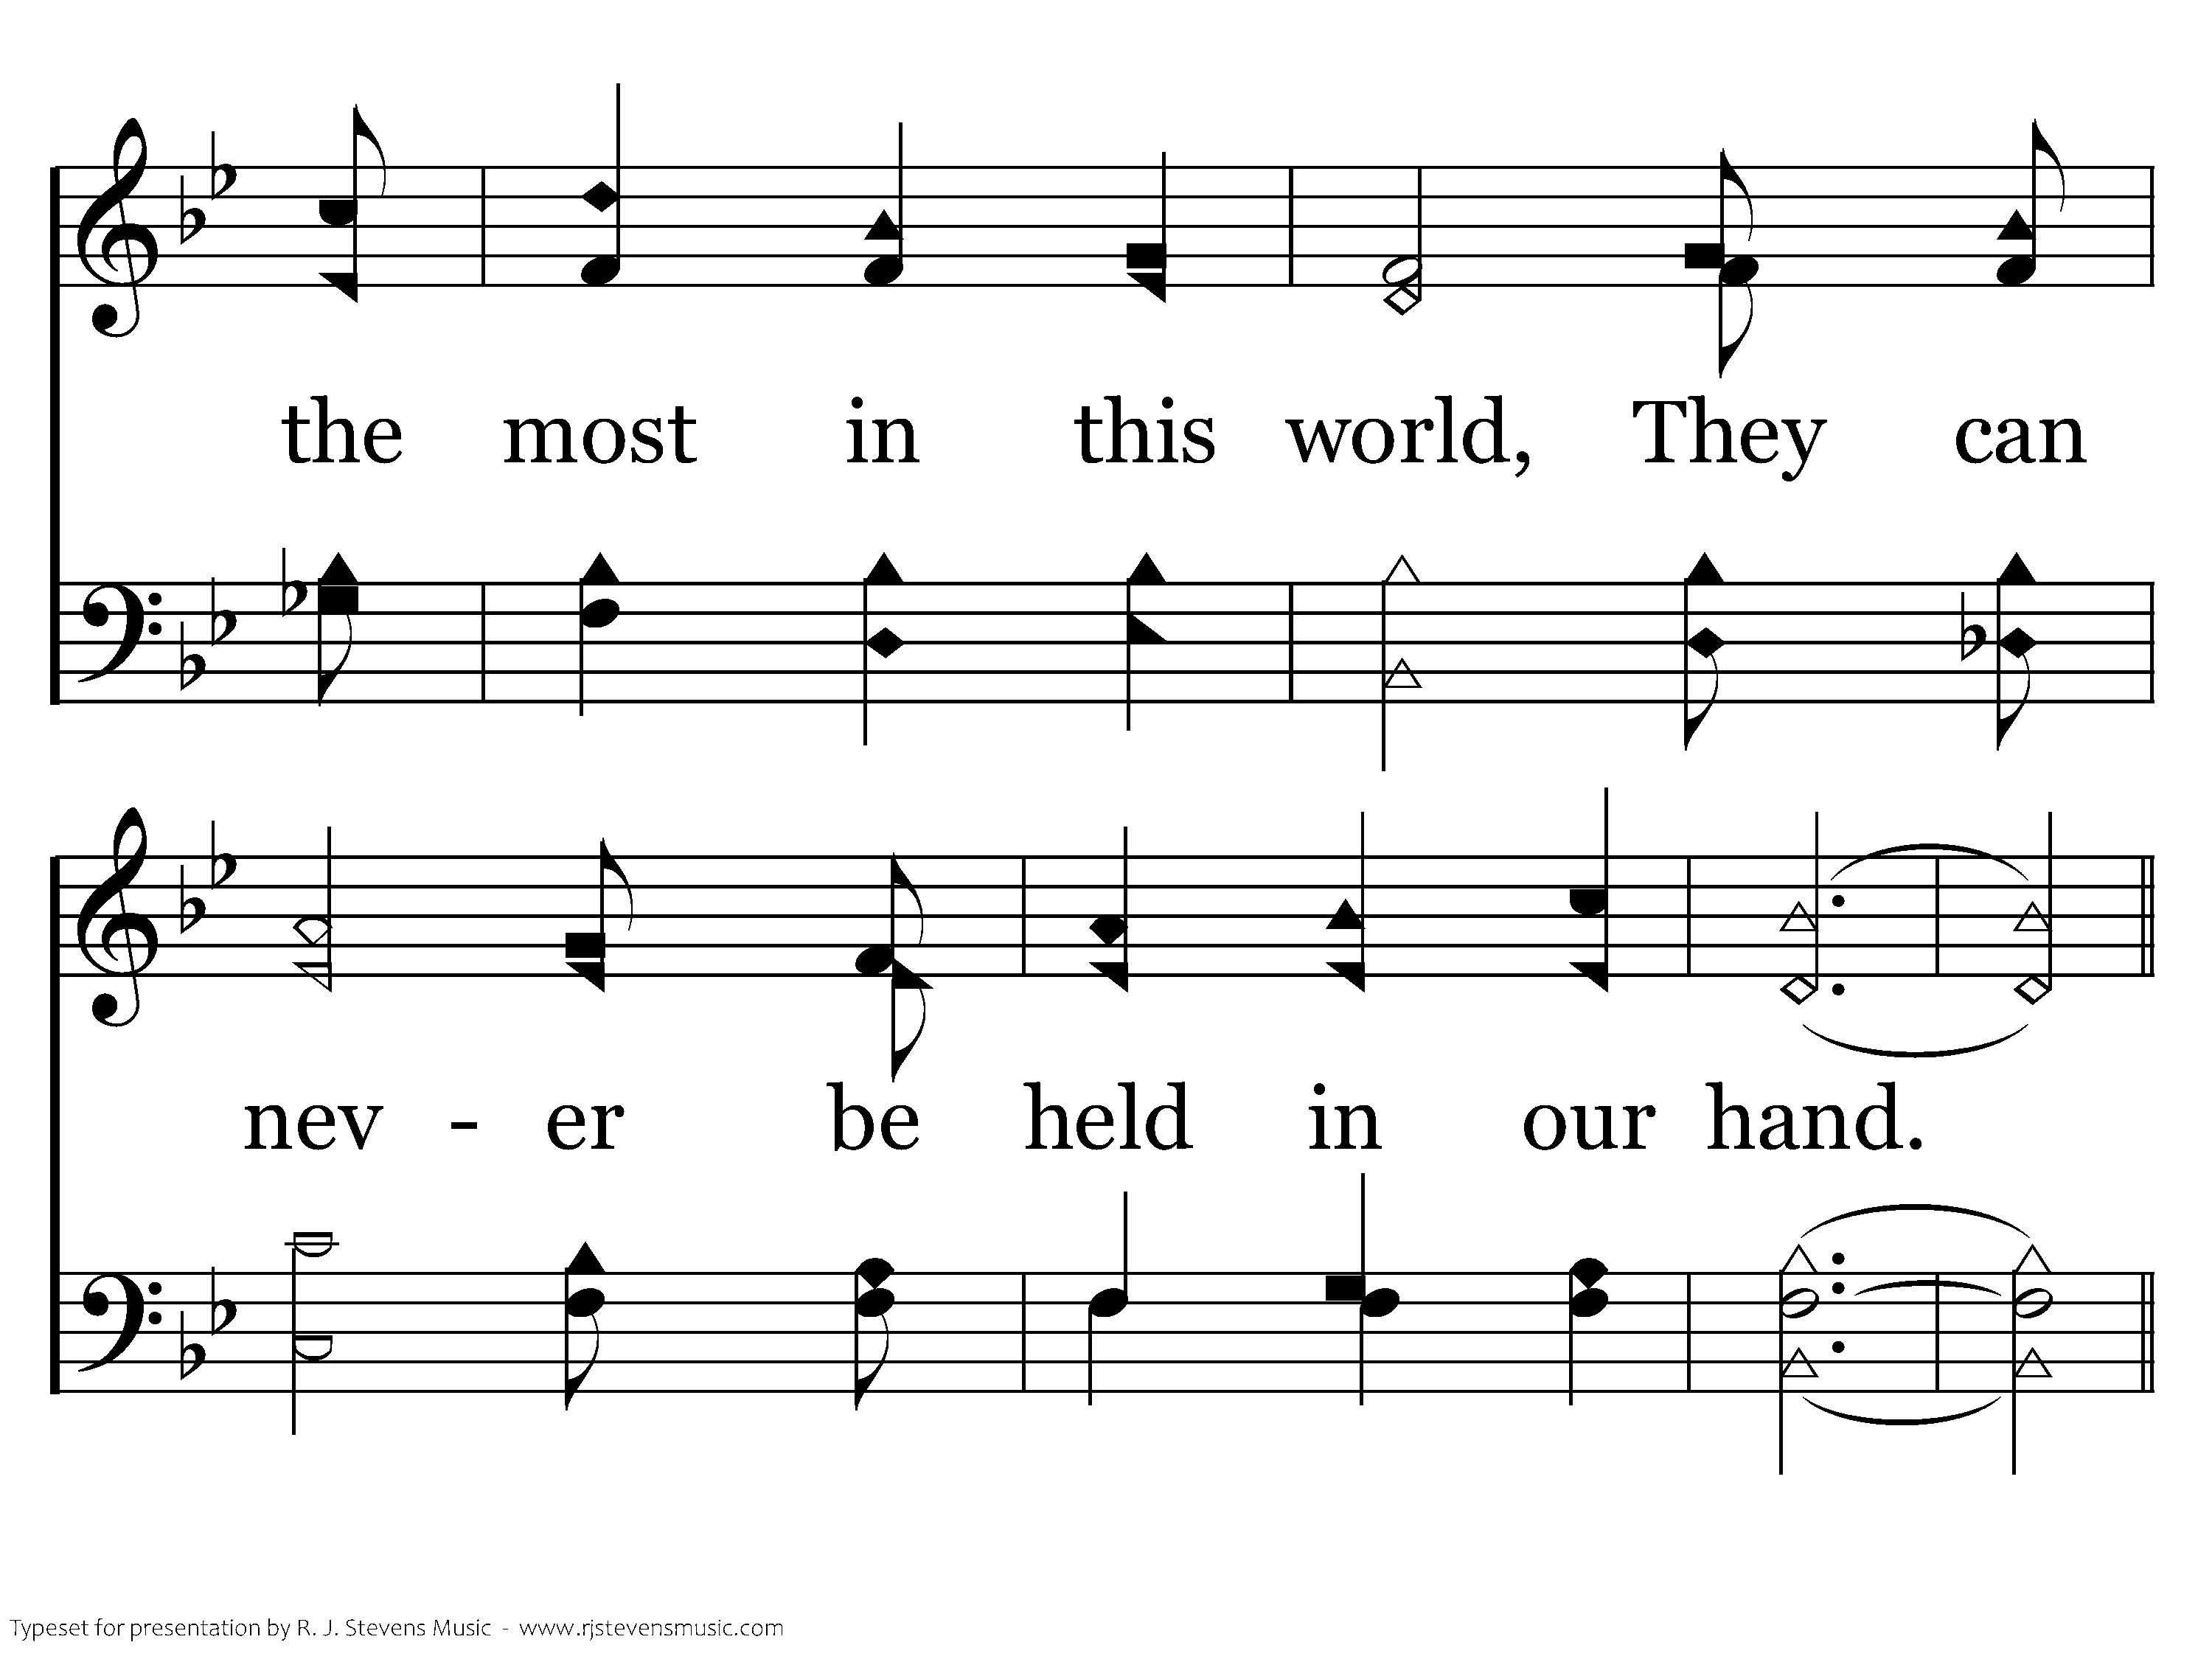 the most in this world, They can
nev - er be held in our hand.
Typeset for presentation by R. J. Stevens Music - www.rjstevensmusic.com